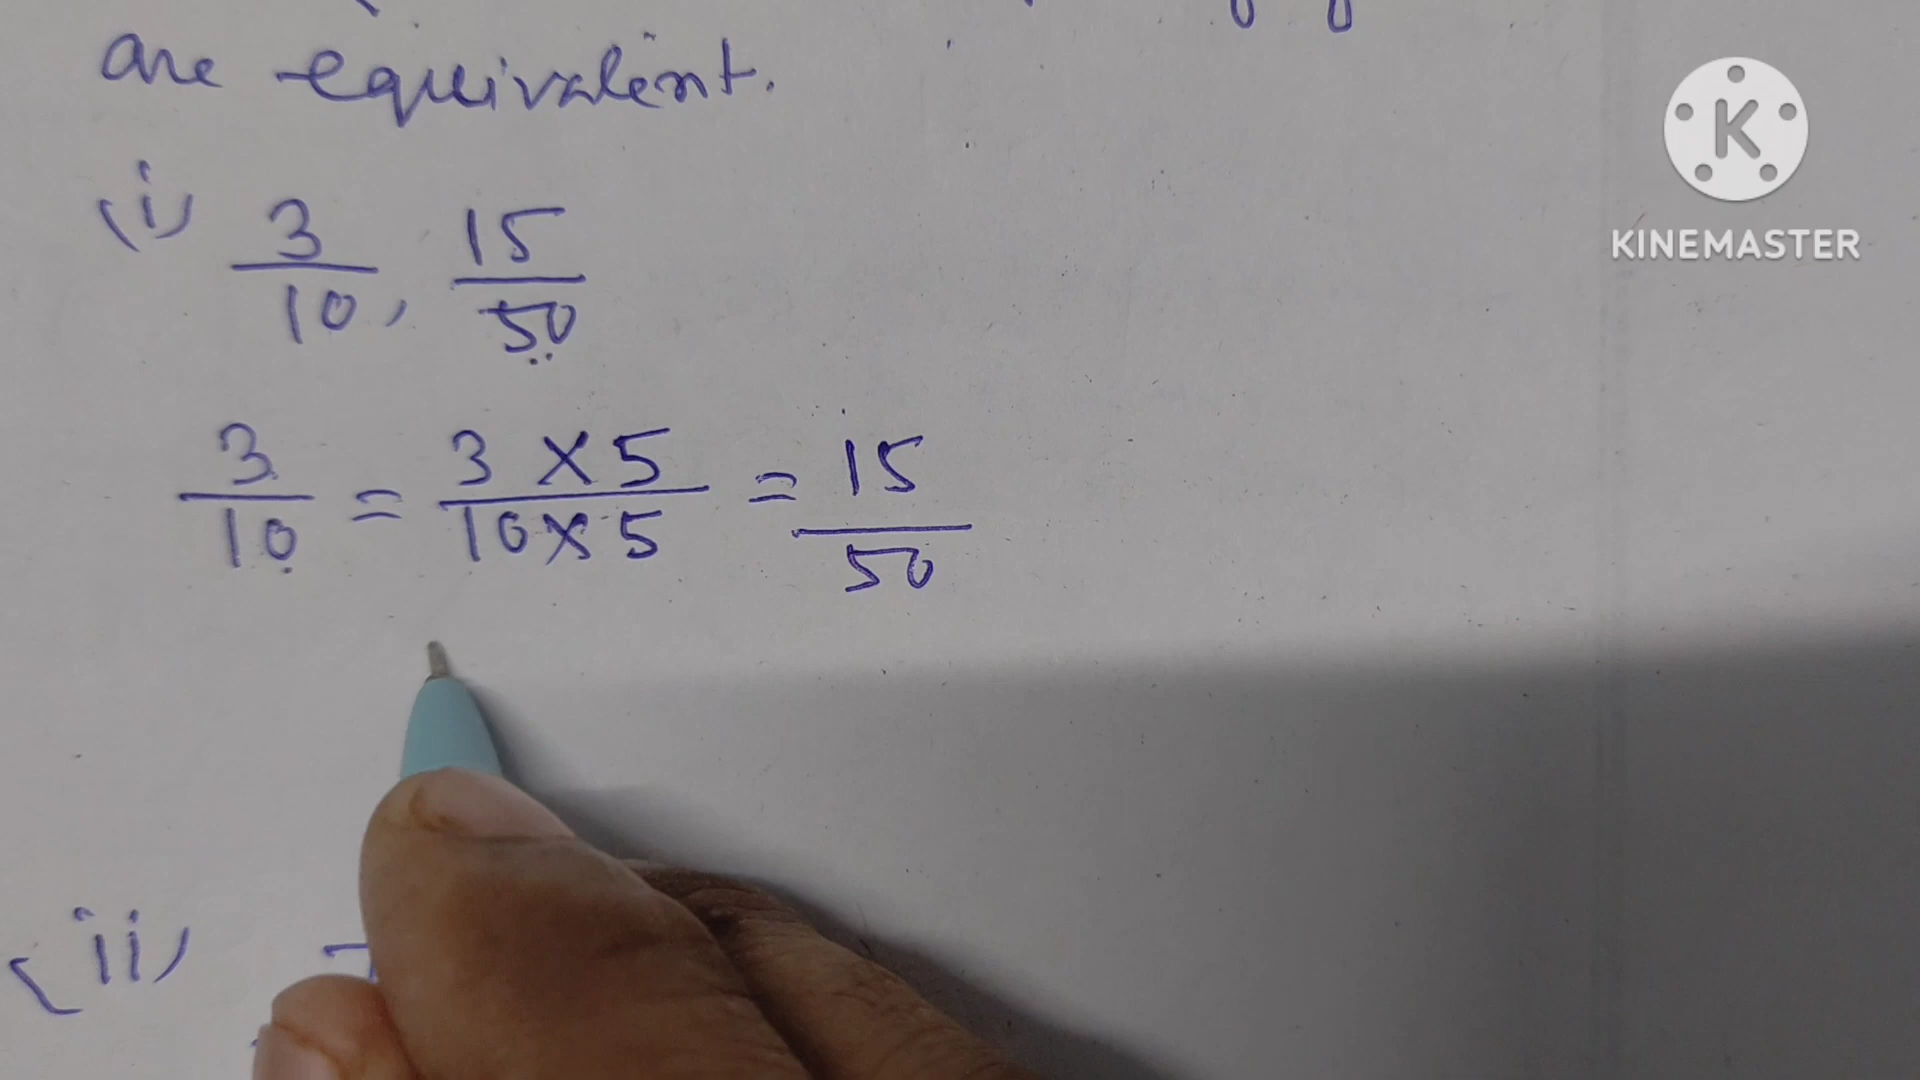 are equivalent.
(i) 3/10, 15/50
3/10 = 3 × 5/10 × 5 = 15/50
(ii)
KINEMASTER